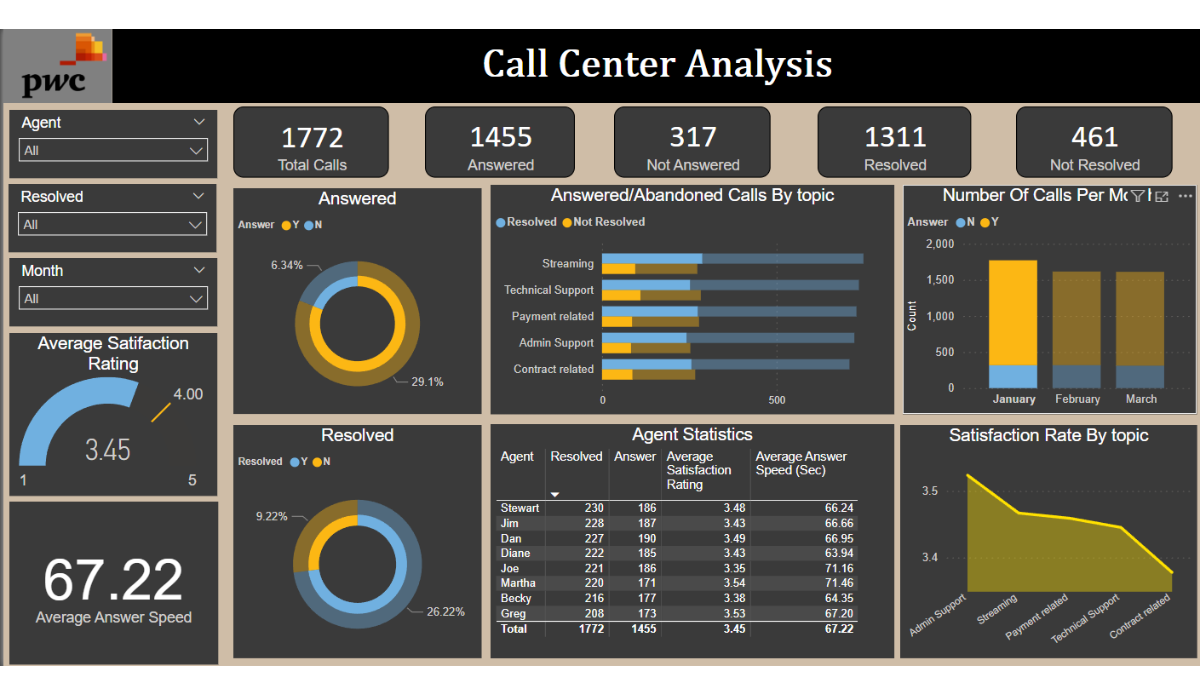 pwc
Call Center Analysis
Agent
All
Resolved
All
Month
All
Average Satifaction
Rating
4.00
3.45
1
5
67.22
Average Answer Speed
1772
Total Calls
1455
Answered
317
Not Answered
1311
Resolved
461
Not Resolved
Answered
Answer Y N
6.34%
29.1%
Answered/Abandoned Calls By topic
Resolved Not Resolved
Streaming
Technical Support
Payment related
Admin Support
Contract related
0 500
Number Of Calls Per Mo
Answer N Y
2,000
1,500
1,000
500
0
Count
January February March
Resolved
Resolved Y N
9.22%
26.22%
Agent Statistics
Agent Resolved Answer Average Satisfaction Rating Average Answer Speed (Sec)
Stewart 230 186 3.48 66.24
Jim 228 187 3.43 66.66
Dan 227 190 3.49 66.95
Diane 222 185 3.43 63.94
Joe 221 186 3.35 71.16
Martha 220 171 3.54 71.46
Becky 216 177 3.38 64.35
Greg 208 173 3.53 67.20
Total 1772 1455 3.45 67.22
Satisfaction Rate By topic
3.5
3.4
Admin Support
Streaming
Payment related
Technical Support
Contract related